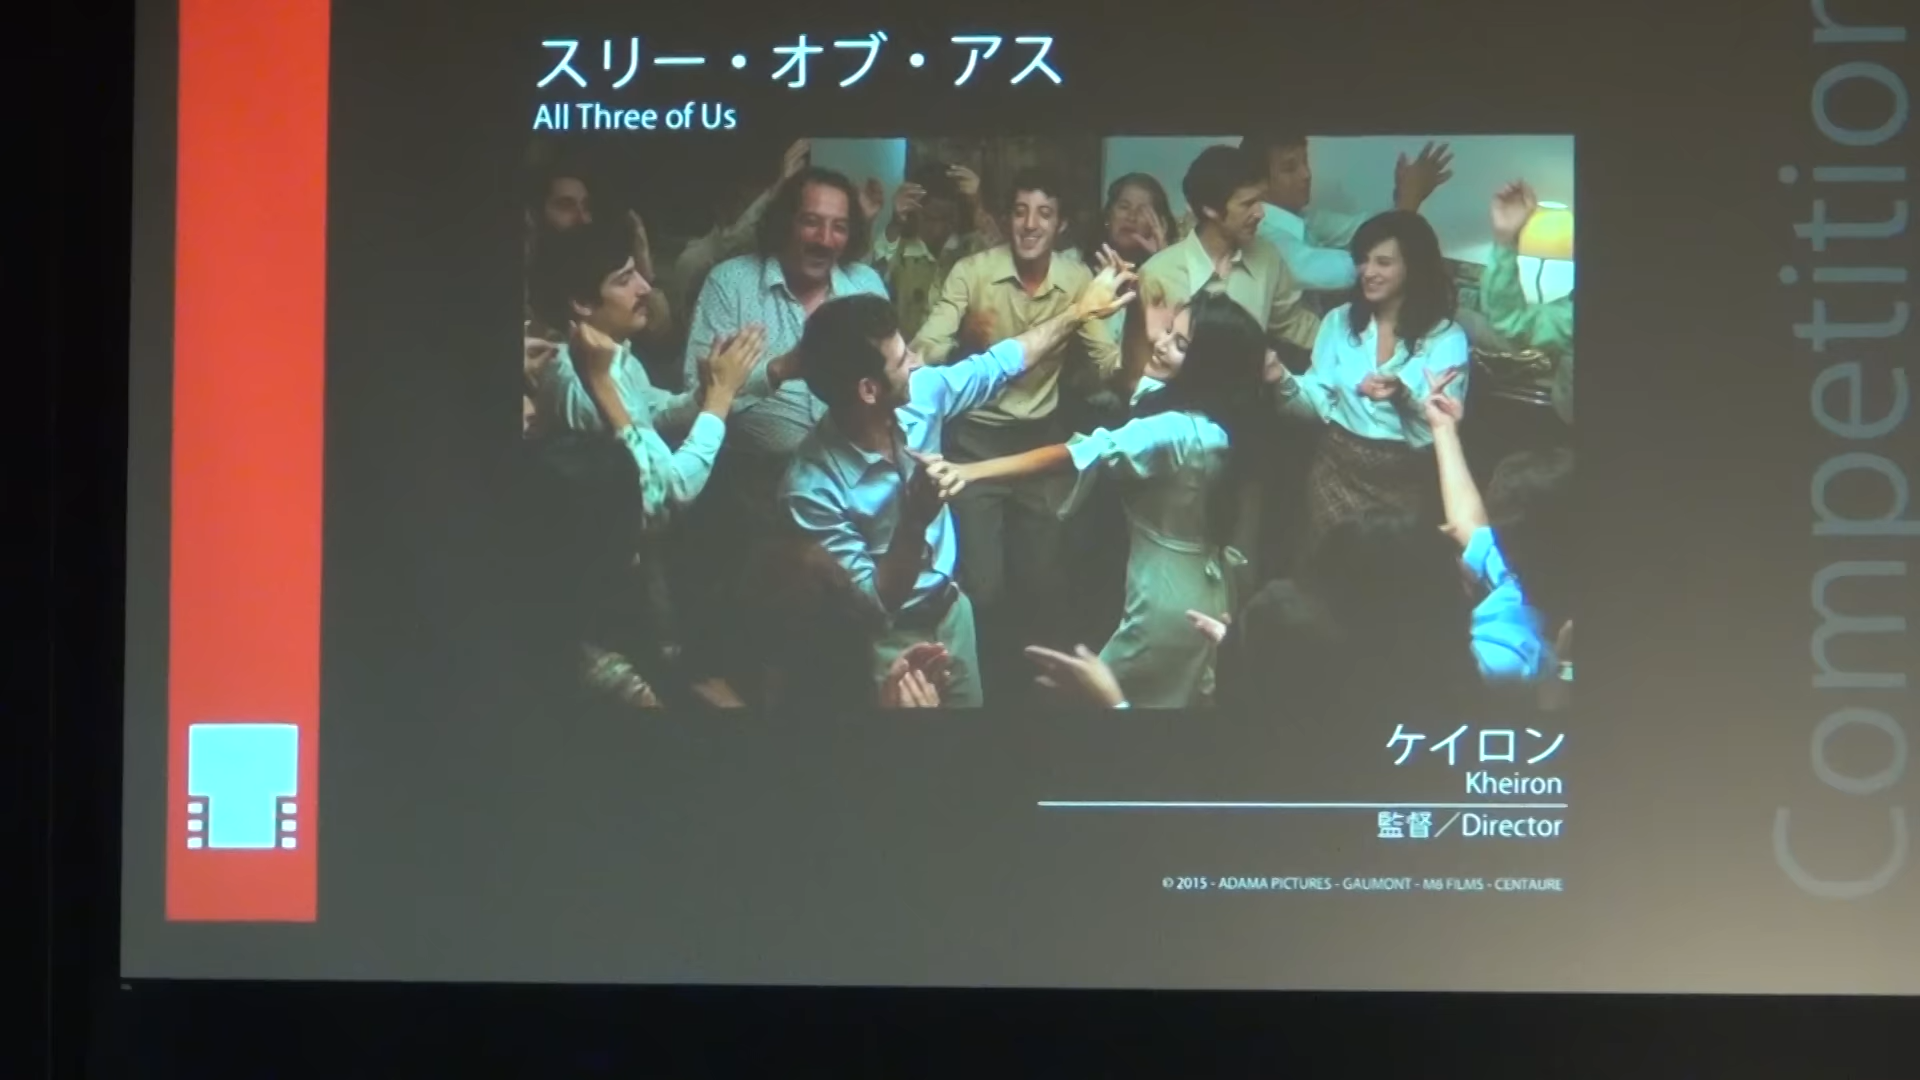 スリー・オブ・アス
All Three of Us
ケイロン
Kheiron
監督／Director
© 2015 - ADAMA PICTURES - GAUMONT - M6 FILMS - CENTAURE
Competition